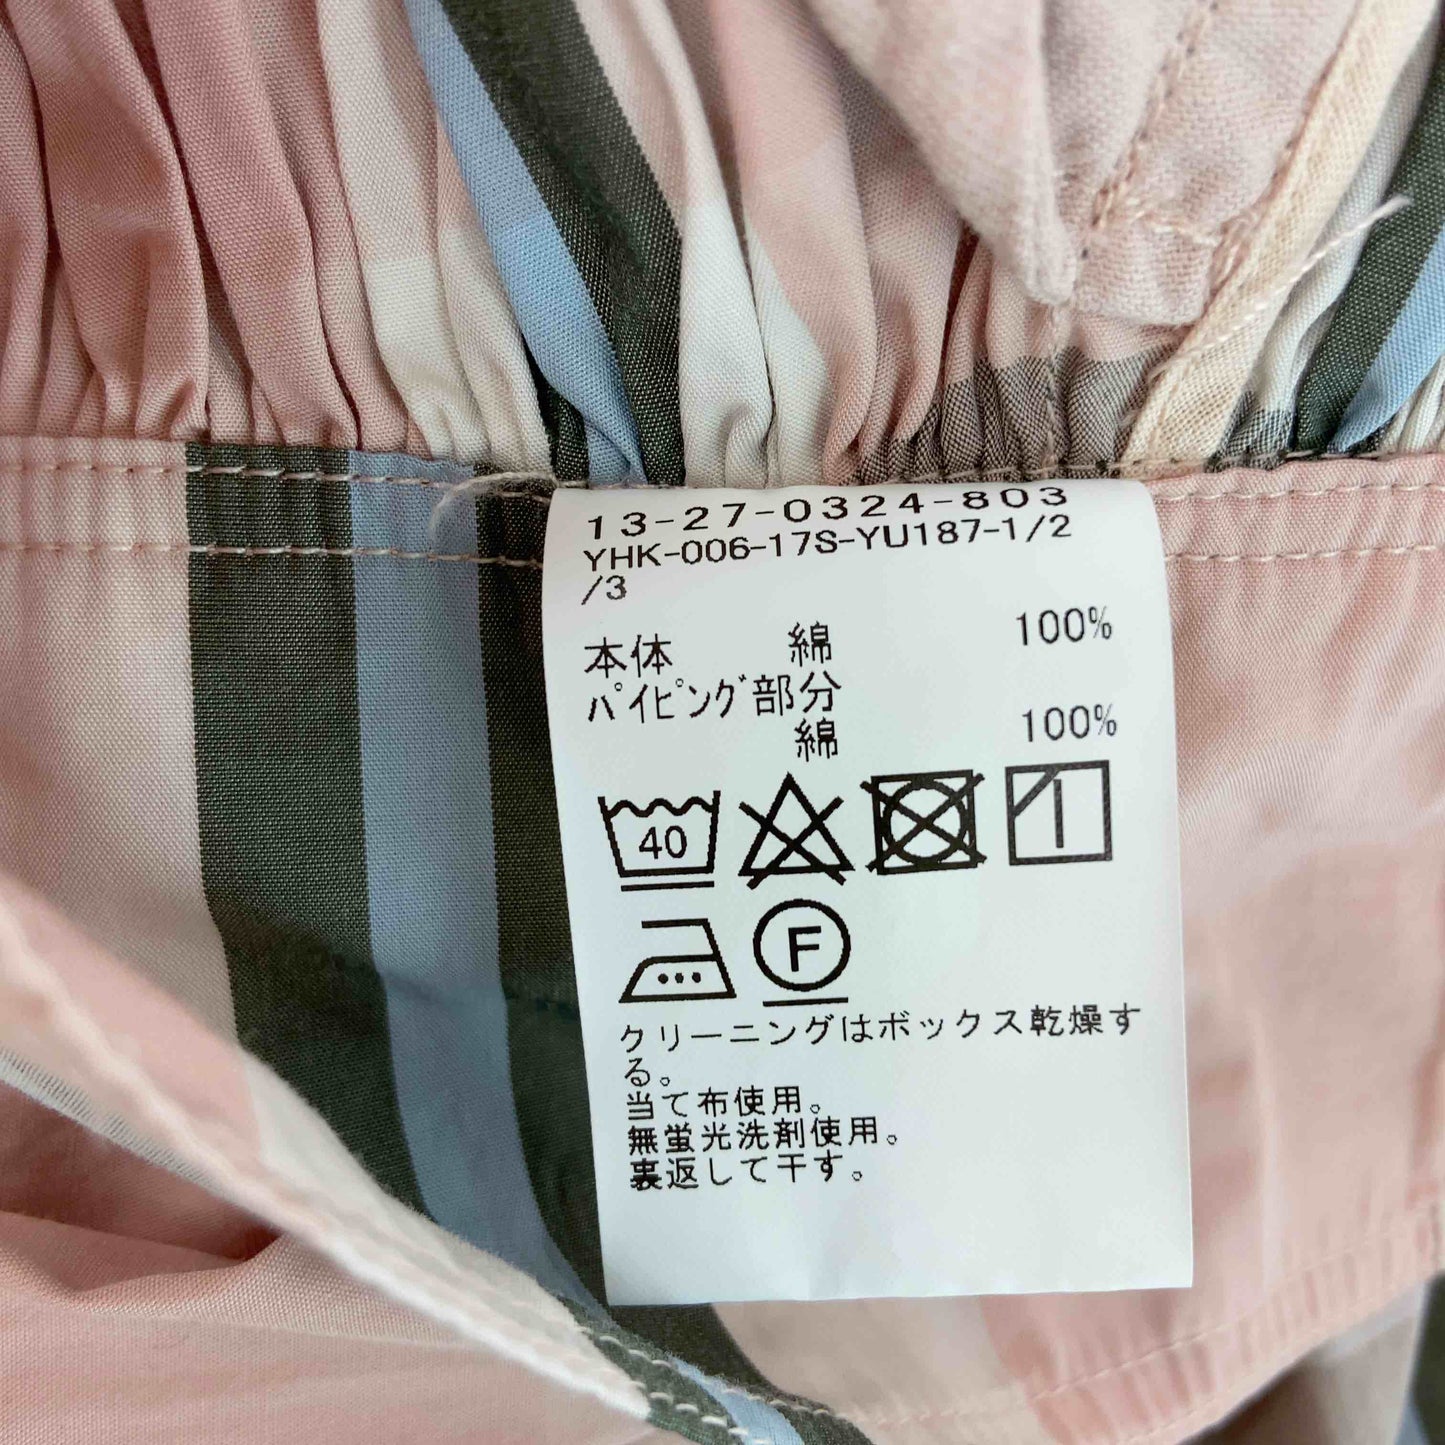 13-27-0324-803
YHK-006-17S-YU187-1/2
/3
本体 綿 100%
パイピング部分
綿 100%
40
F
クリーニングはボックス乾燥す
る。
当て布使用。
無蛍光洗剤使用。
裏返して干す。